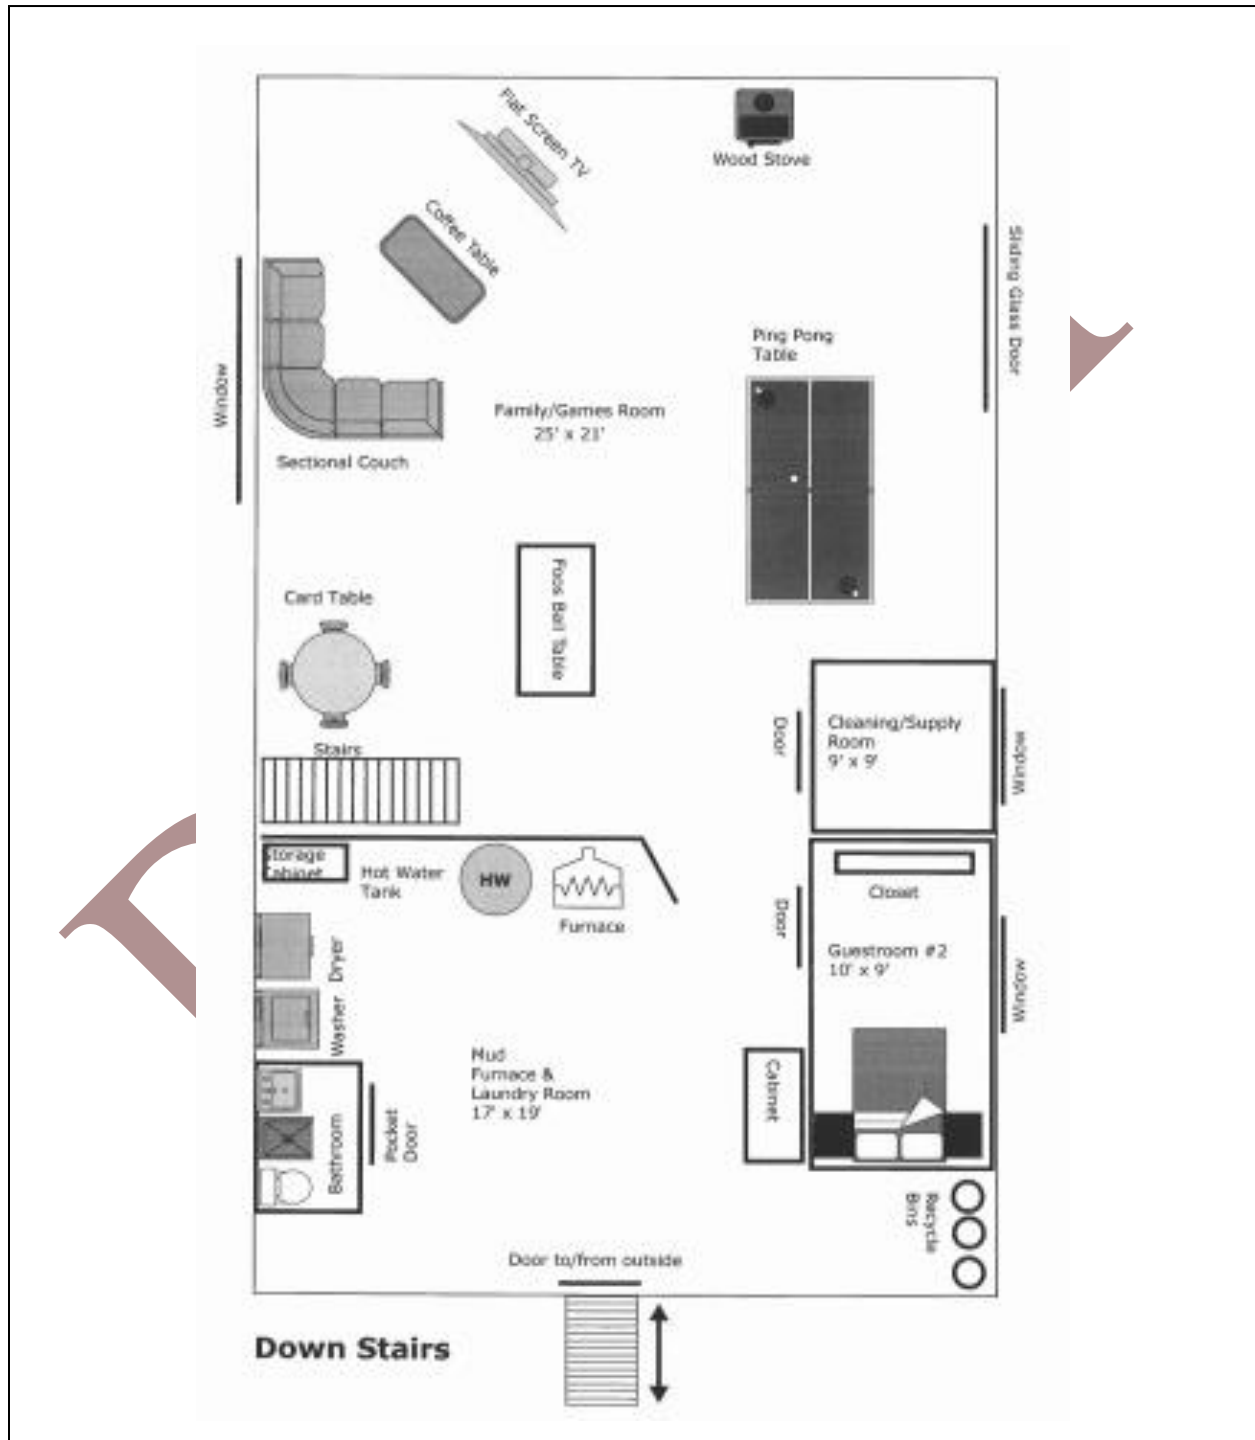 Flat Screen TV
Wood Stove
Coffee Table
Sliding Glass Door
Ping Pong
Table
Window
Family/Games Room
25' x 21'
Sectional Couch
Foos Ball Table
Card Table
Stairs
Door
Cleaning/Supply
Room
9' x 9'
Window
Storage
Cabinet
Hot Water
Tank
HW
Furnace
Closet
Door
Guestroom #2
10' x 9'
Window
Dryer
Washer
Mud
Furnace &
Laundry Room
17' x 19'
Cabinet
Bathroom
Pocket
Door
Recycle
Bins
Door to/from outside
Down Stairs